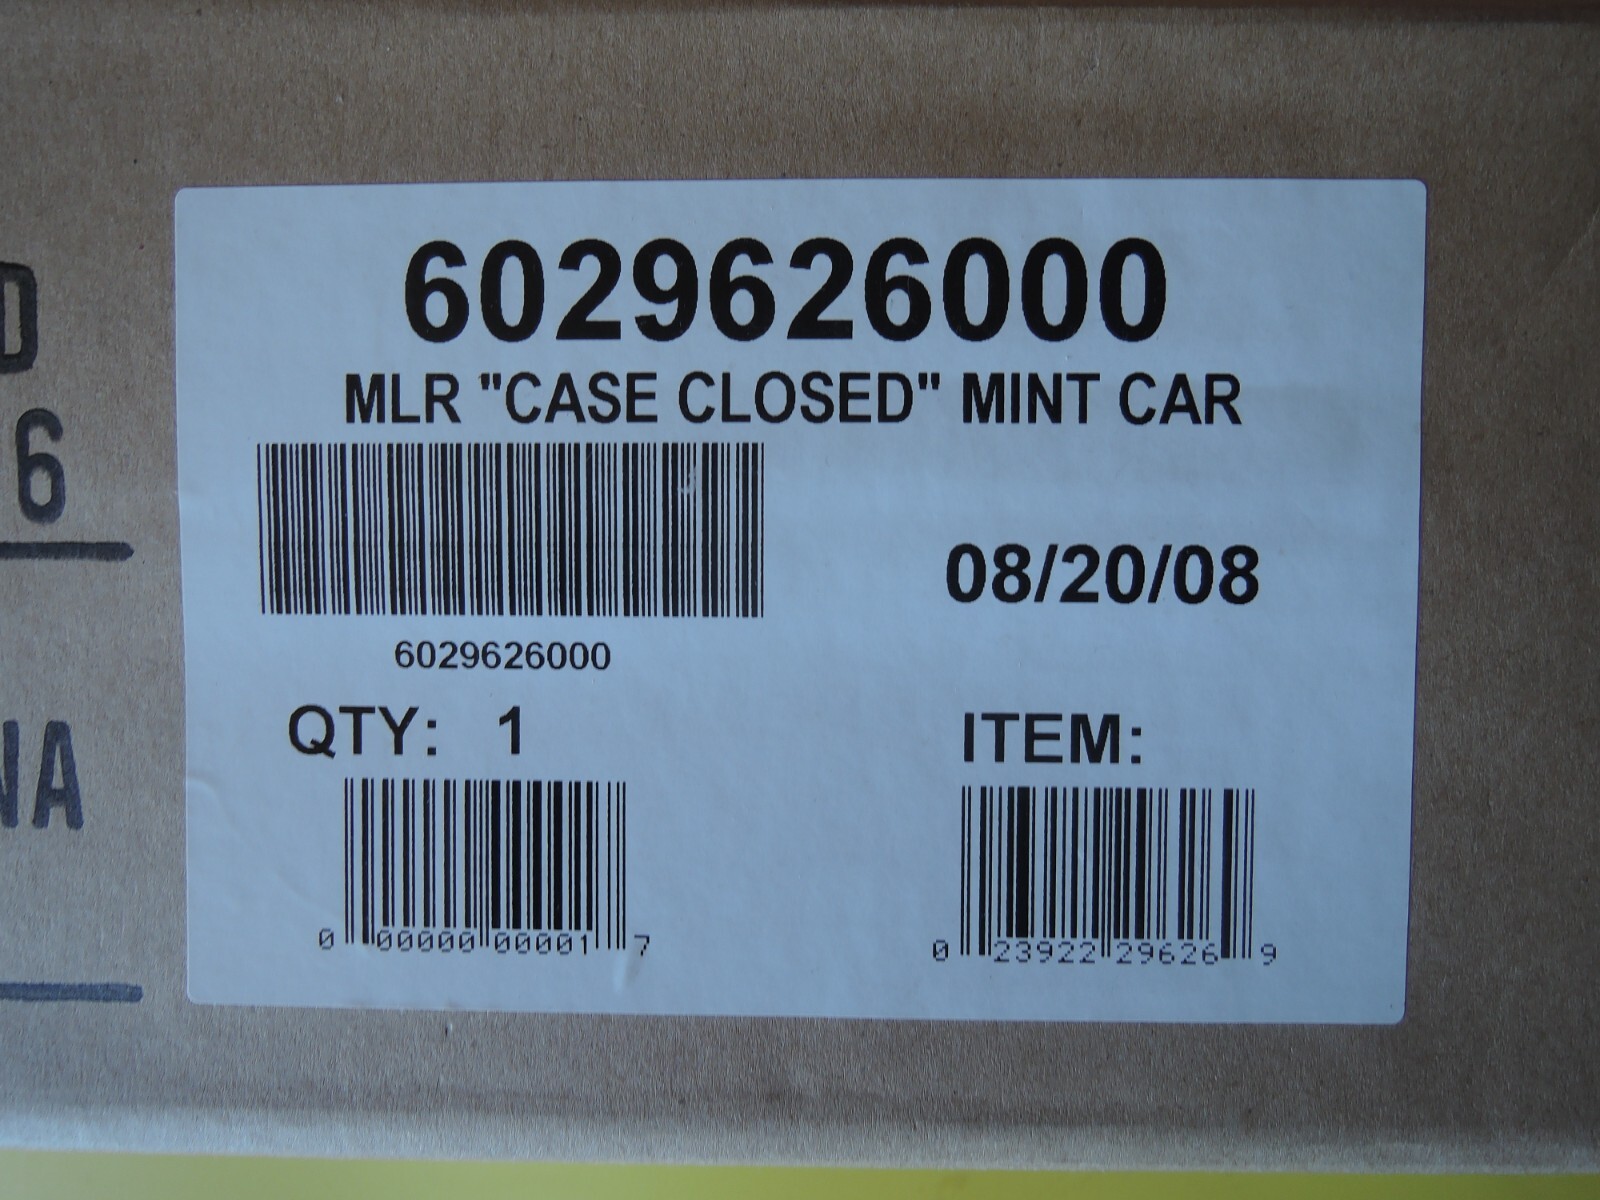 6029626000
MLR "CASE CLOSED" MINT CAR
08/20/08
6029626000
QTY: 1
ITEM:
0 00000 00001 7
0 23922 29626 9
6